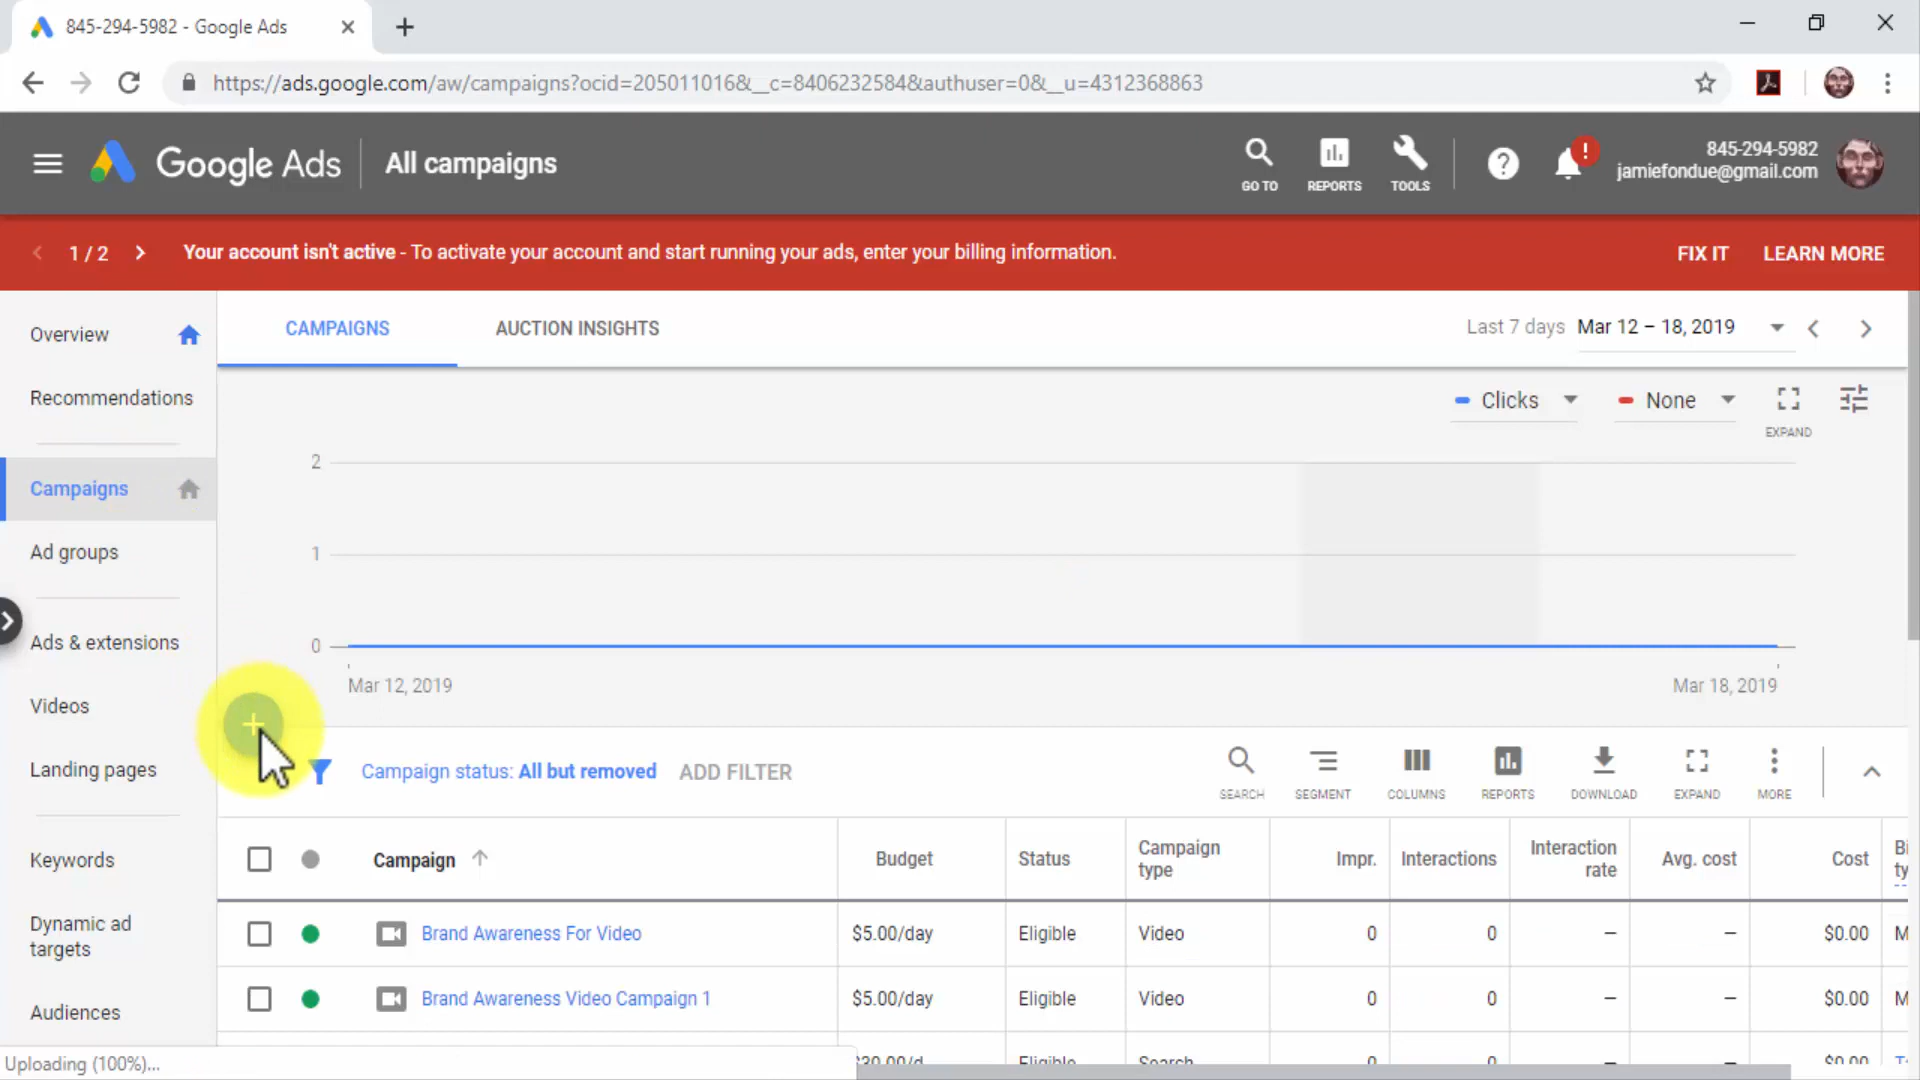 845-294-5982 - Google Ads
https://ads.google.com/aw/campaigns?ocid=205011016&__c=8406232584&authuser=0&__u=4312368863
Google Ads
All campaigns
GO TO
REPORTS
TOOLS
845-294-5982
jamiefondue@gmail.com
1 / 2
Your account isn't active - To activate your account and start running your ads, enter your billing information.
FIX IT
LEARN MORE
Overview
Recommendations
Campaigns
Ad groups
Ads & extensions
Videos
Landing pages
Keywords
Dynamic ad
targets
Audiences
CAMPAIGNS
AUCTION INSIGHTS
Last 7 days Mar 12 – 18, 2019
Clicks
None
EXPAND
2
1
0
Mar 12, 2019
Mar 18, 2019
Campaign status: All but removed
ADD FILTER
SEARCH
SEGMENT
COLUMNS
REPORTS
DOWNLOAD
EXPAND
MORE
Campaign
Budget
Status
Campaign
type
Impr.
Interactions
Interaction
rate
Avg. cost
Cost
Brand Awareness For Video
$5.00/day
Eligible
Video
0
0
–
–
$0.00
M
Brand Awareness Video Campaign 1
$5.00/day
Eligible
Video
0
0
–
–
$0.00
M
Eligible
Search
0
0
–
–
$0.00
Uploading (100%)...